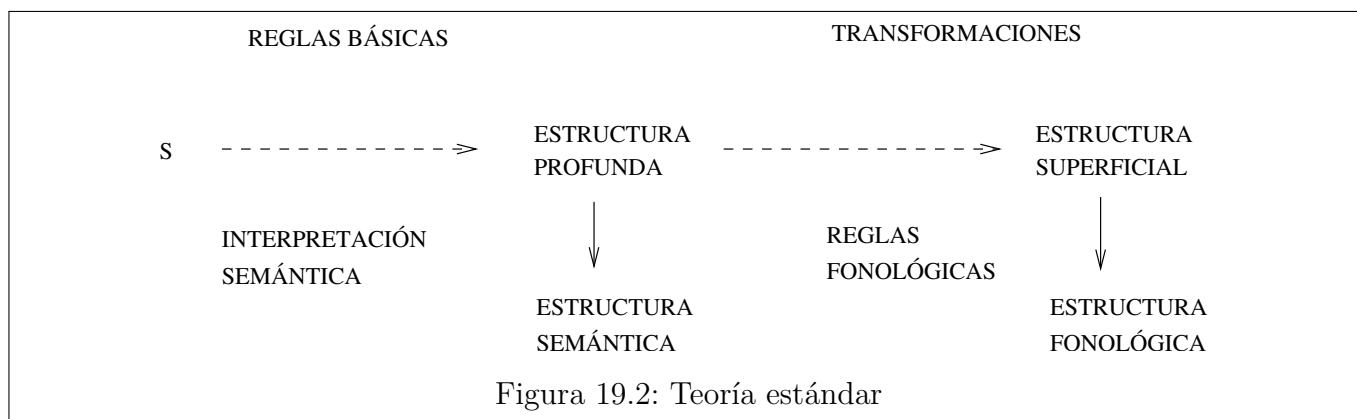 REGLAS BÁSICAS
TRANSFORMACIONES
S
ESTRUCTURA
PROFUNDA
ESTRUCTURA
SUPERFICIAL
INTERPRETACIÓN
SEMÁNTICA
REGLAS
FONOLÓGICAS
ESTRUCTURA
SEMÁNTICA
ESTRUCTURA
FONOLÓGICA
Figura 19.2: Teoría estándar